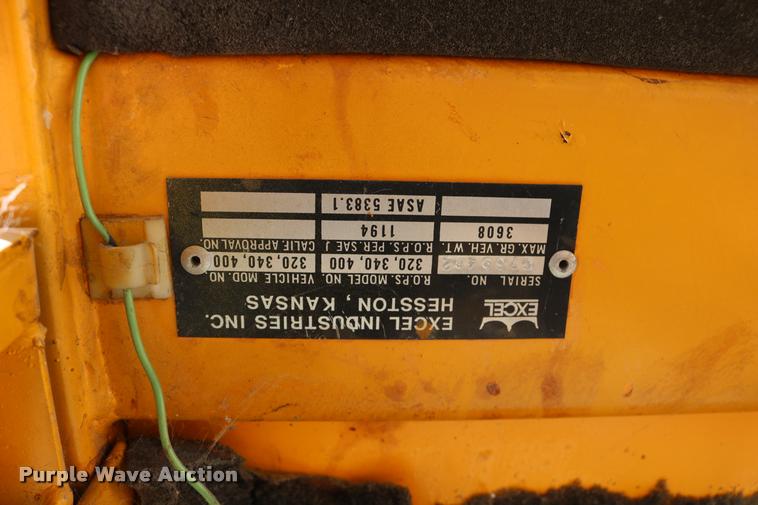 EXCEL
EXCEL INDUSTRIES INC.
HESSTON, KANSAS
SERIAL NO. R.O.P.S. MODEL NO. VEHICLE MOD. NO.
320, 340, 400 320, 340, 400
MAX. GR. VEH. WT. R.O.P.S. PER. SAE J CALIF. APPROVAL NO.
3608 1194
ASAE 5383.1
Purple Wave Auction